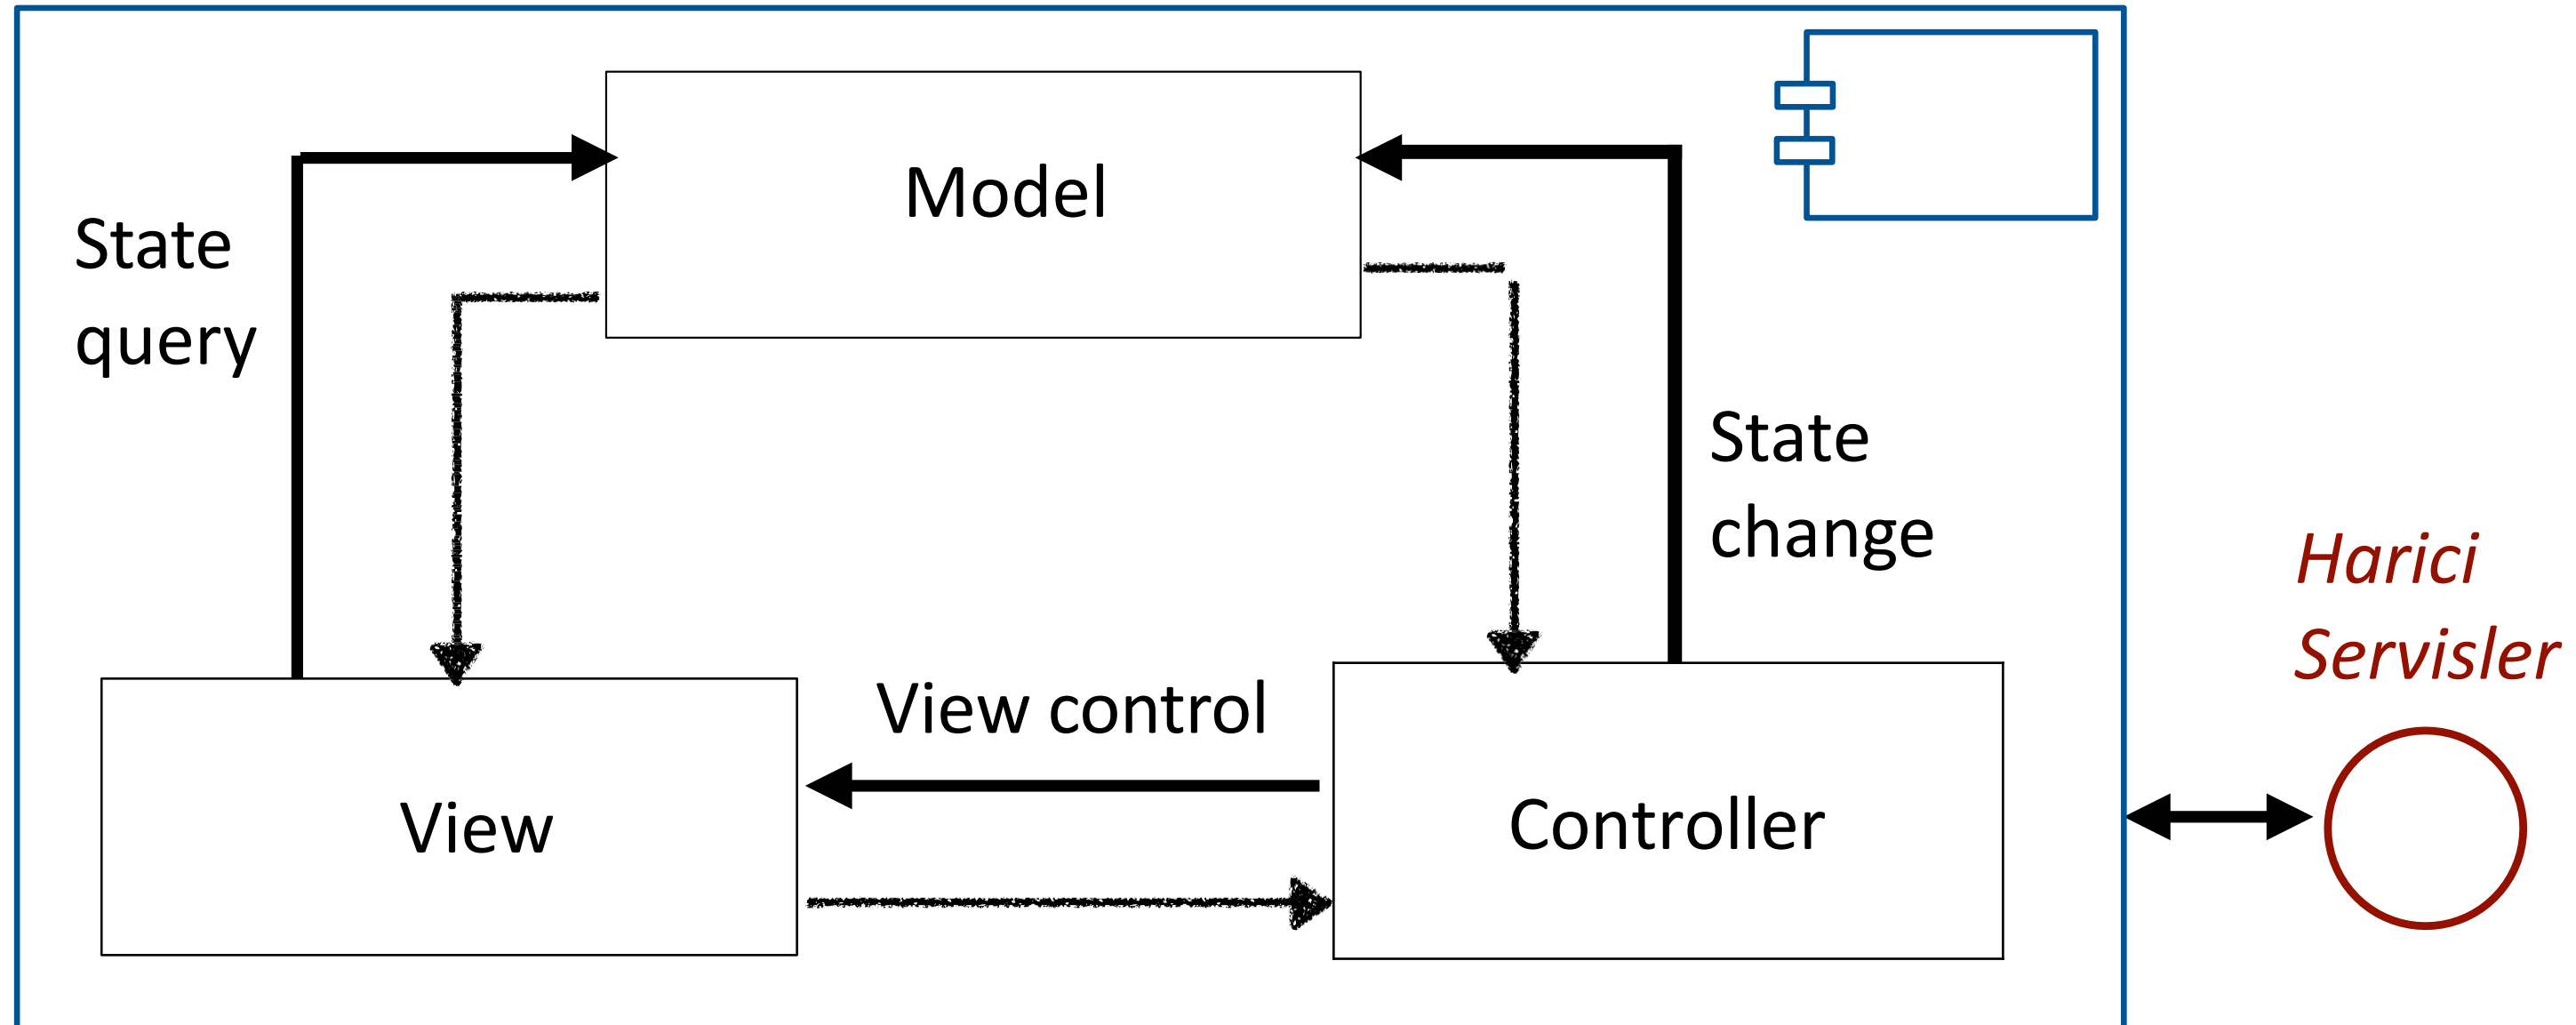 Model
State
query
State
change
Harici
Servisler
View control
View
Controller